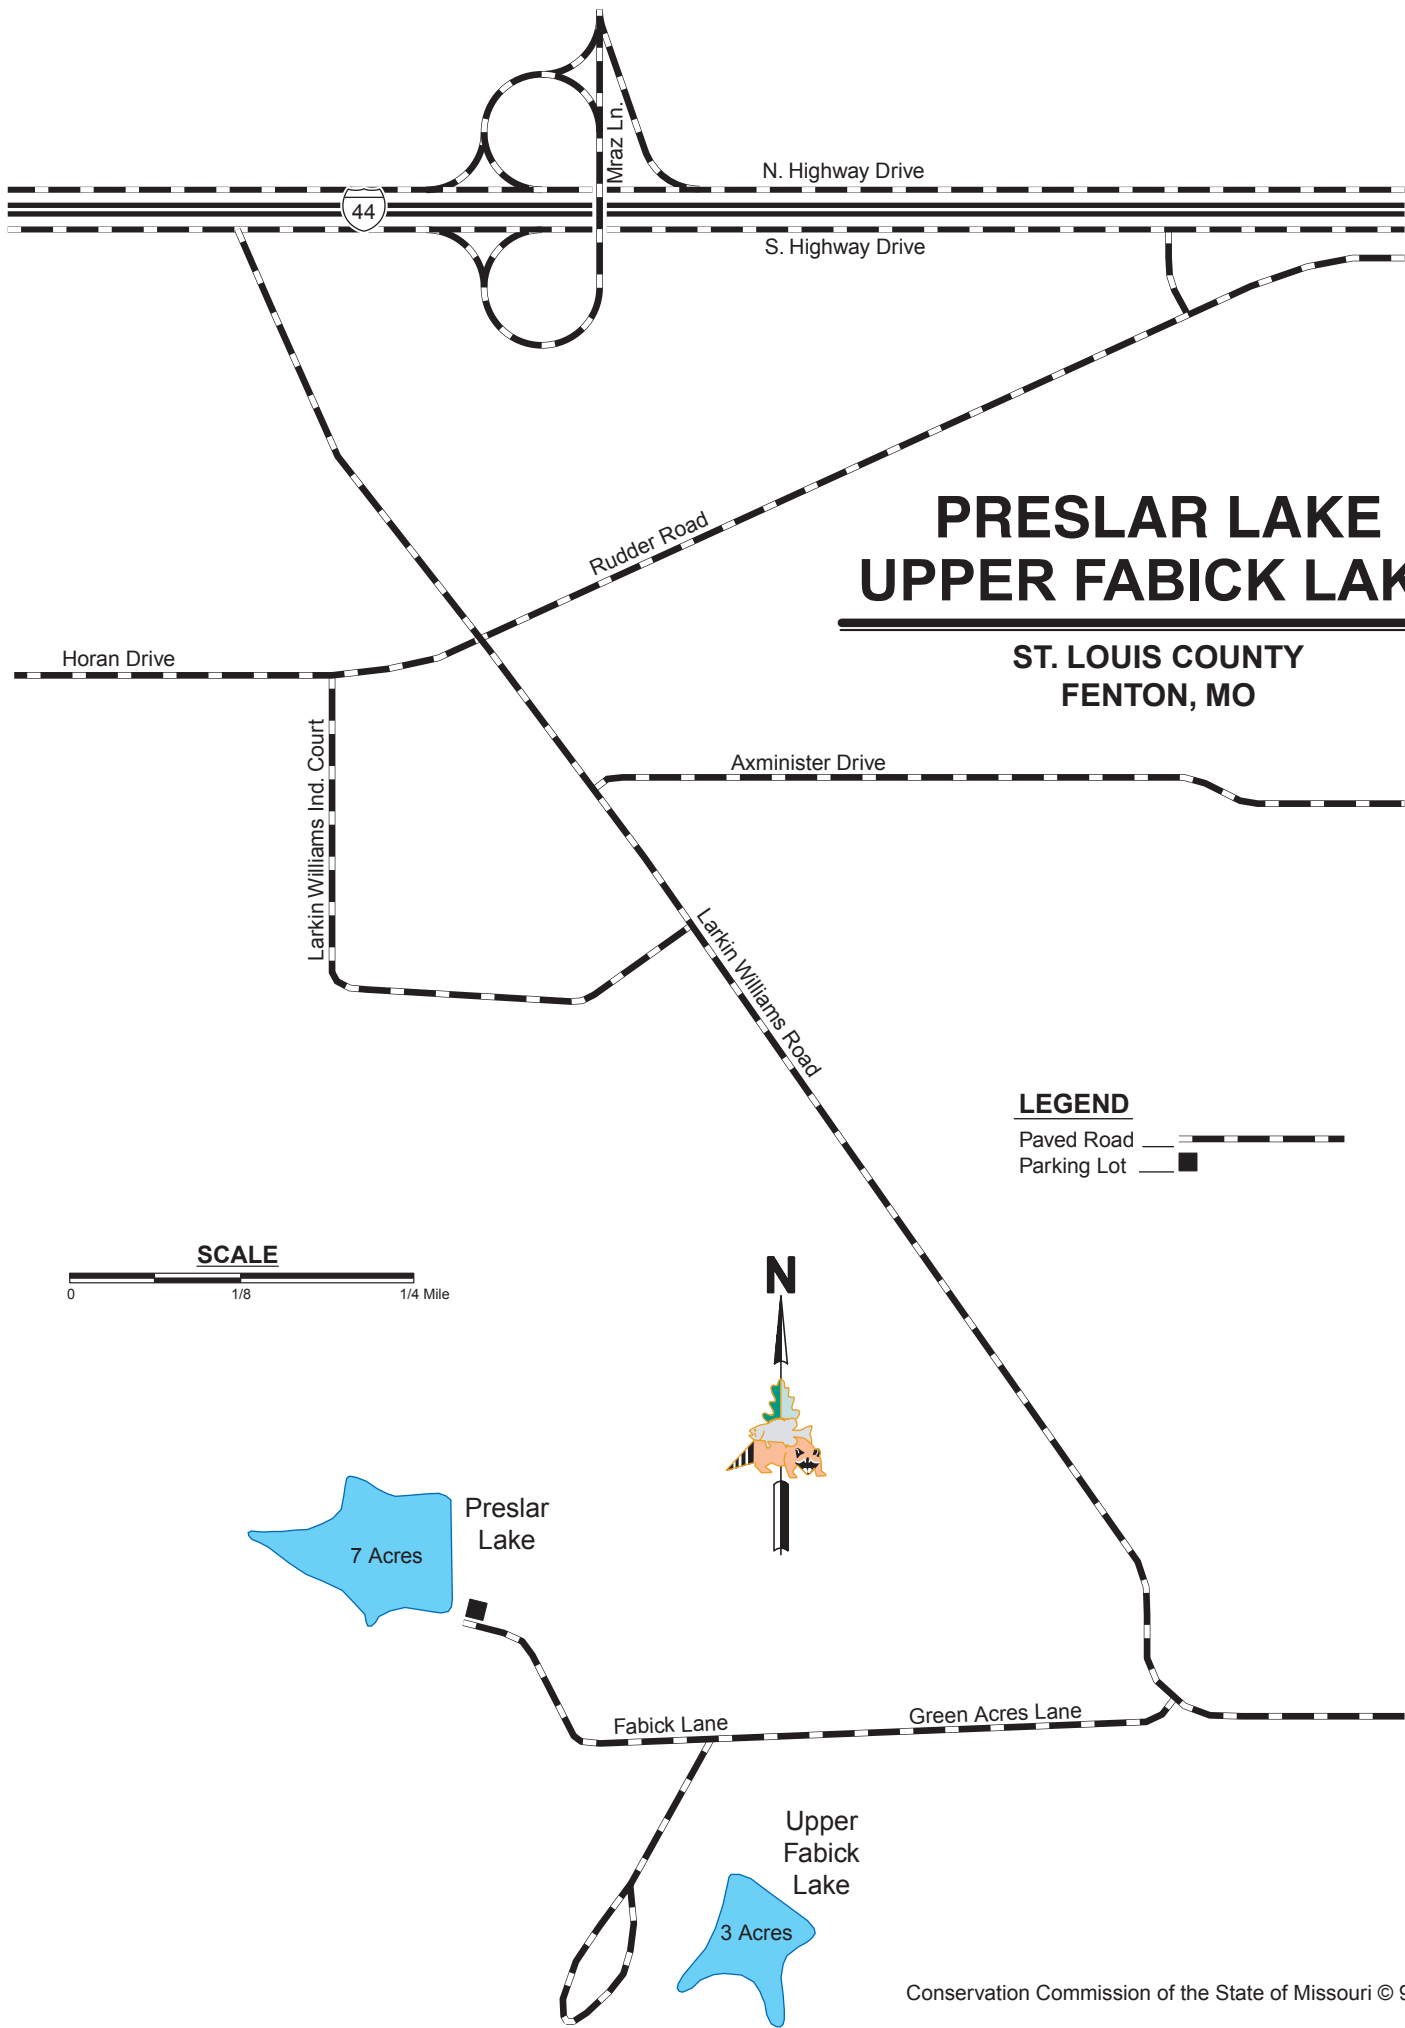 Mraz Ln.
N. Highway Drive
44
S. Highway Drive
Rudder Road
PRESLAR LAKE
UPPER FABICK LAK
ST. LOUIS COUNTY
FENTON, MO
Horan Drive
Larkin Williams Ind. Court
Axminister Drive
Larkin Williams Road
LEGEND
Paved Road
Parking Lot
SCALE
0 1/8 1/4 Mile
N
Preslar
Lake
7 Acres
Fabick Lane
Green Acres Lane
Upper
Fabick
Lake
3 Acres
Conservation Commission of the State of Missouri © 9